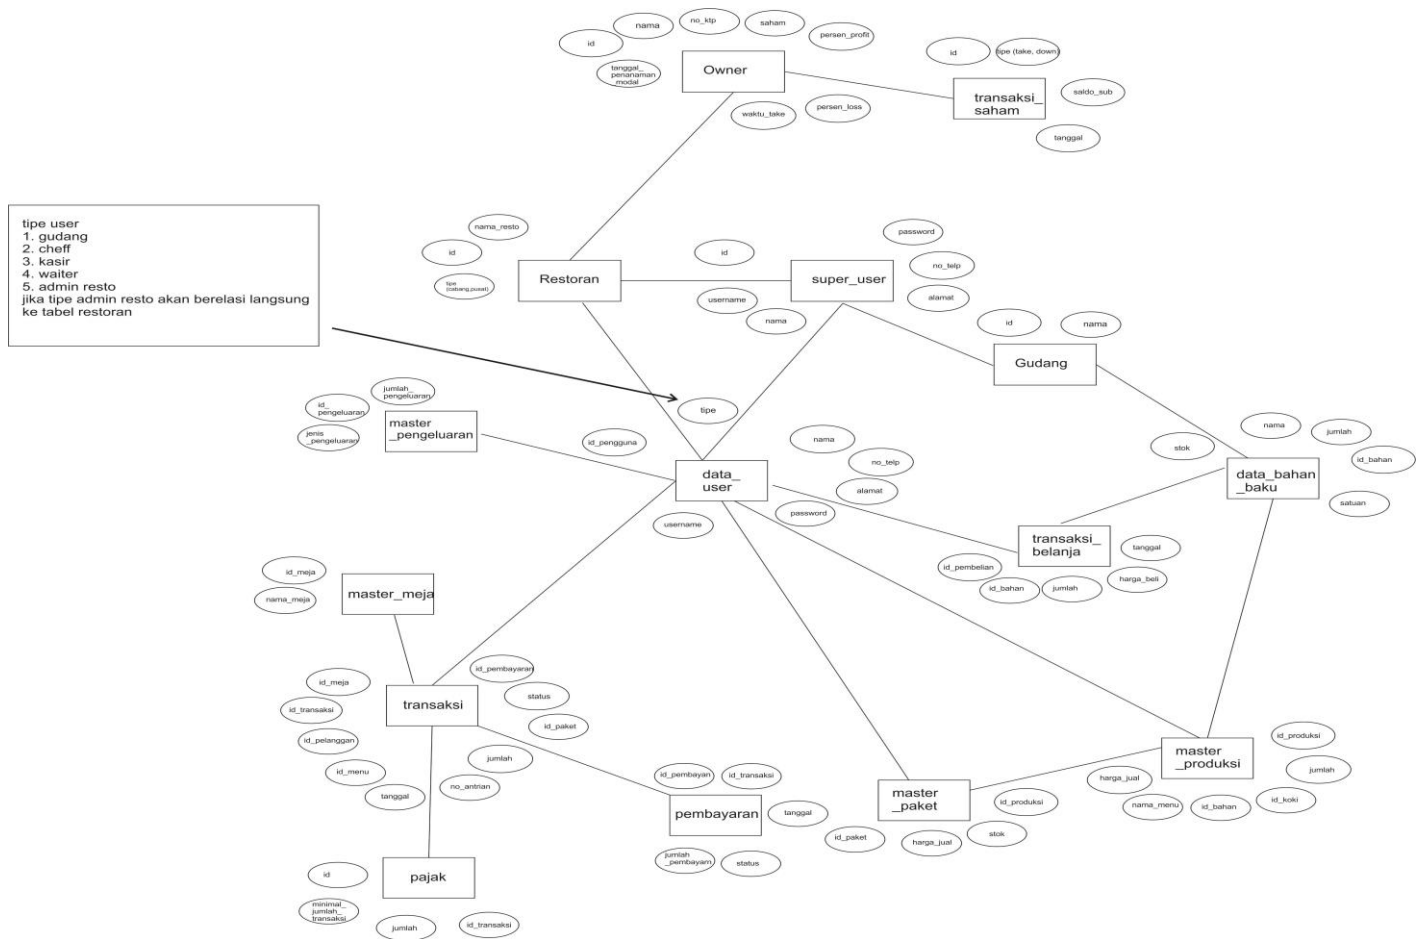 nama
no_ktp
saham
id
persen_profit
tanggal_
penanaman
_modal
Owner
waktu_take
persen_loss
id
tipe (take, down)
transaksi_
saham
saldo_sub
tanggal
tipe user
1. gudang
2. cheff
3. kasir
4. waiter
5. admin resto
jika tipe admin resto akan berelasi langsung
ke tabel restoran
nama_resto
id
tipe
(cabang,pusat)
Restoran
id
username
nama
super_user
password
no_telp
alamat
id
nama
Gudang
jumlah_
pengeluaran
id_
pengeluaran
jenis
_pengeluaran
master
_pengeluaran
tipe
id_pengguna
data_
user
nama
no_telp
alamat
password
username
nama
jumlah
stok
id_bahan
data_bahan
_baku
satuan
transaksi_
belanja
tanggal
id_pembelian
id_bahan
jumlah
harga_beli
id_meja
nama_meja
master_meja
id_pembayaran
id_meja
status
id_transaksi
transaksi
id_paket
id_pelanggan
id_menu
jumlah
tanggal
no_antrian
id_pembayan
id_transaksi
pembayaran
tanggal
jumlah
_pembayarn
status
master
_paket
id_produksi
id_paket
harga_jual
stok
master
_produksi
id_produksi
harga_jual
jumlah
nama_menu
id_bahan
id_koki
id
pajak
minimal_
jumlah_
transaksi
jumlah
id_transaksi